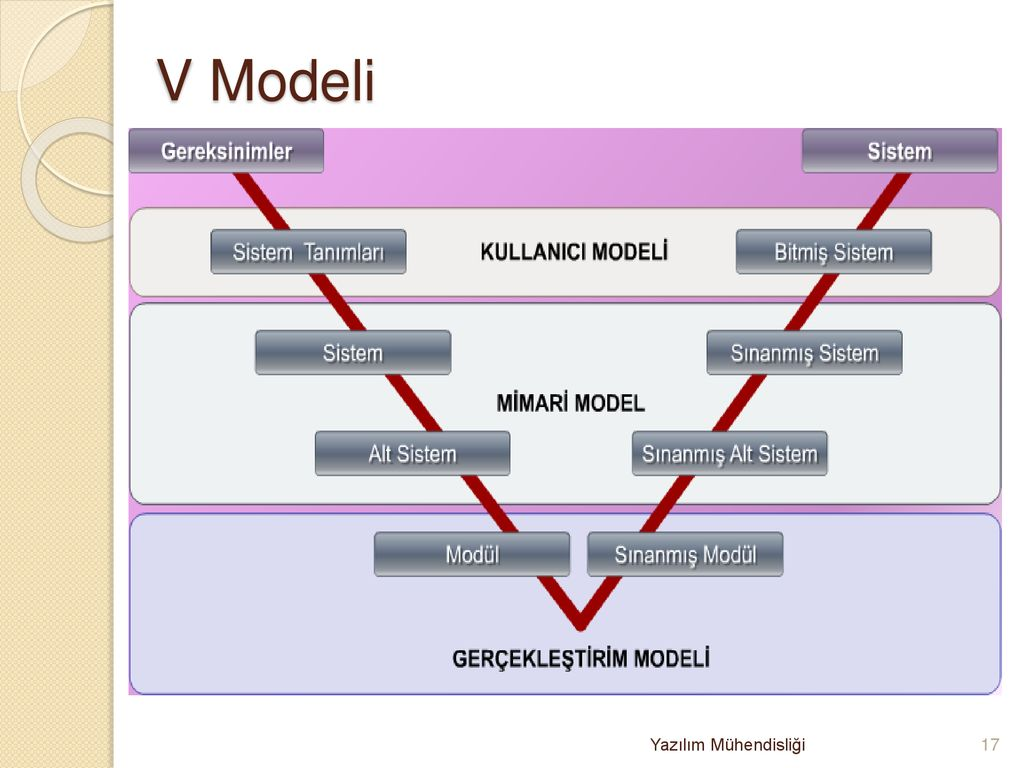 V Modeli
Gereksinimler
Sistem
Sistem Tanımları
KULLANICI MODELİ
Bitmiş Sistem
Sistem
Sınanmış Sistem
MİMARİ MODEL
Alt Sistem
Sınanmış Alt Sistem
Modül
Sınanmış Modül
GERÇEKLEŞTİRİM MODELİ
Yazılım Mühendisliği
17